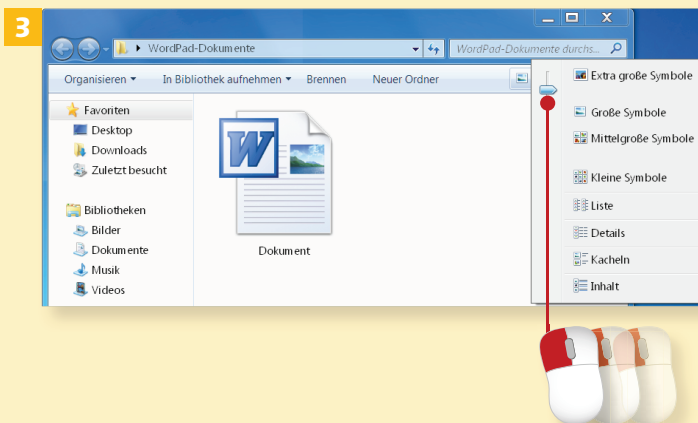 3
WordPad-Dokumente
WordPad-Dokumente durchs...
Organisieren
In Bibliothek aufnehmen
Brennen
Neuer Ordner
Favoriten
Desktop
Downloads
Zuletzt besucht
Bibliotheken
Bilder
Dokumente
Musik
Videos
W
Dokument
Extra große Symbole
Große Symbole
Mittelgroße Symbole
Kleine Symbole
Liste
Details
Kacheln
Inhalt